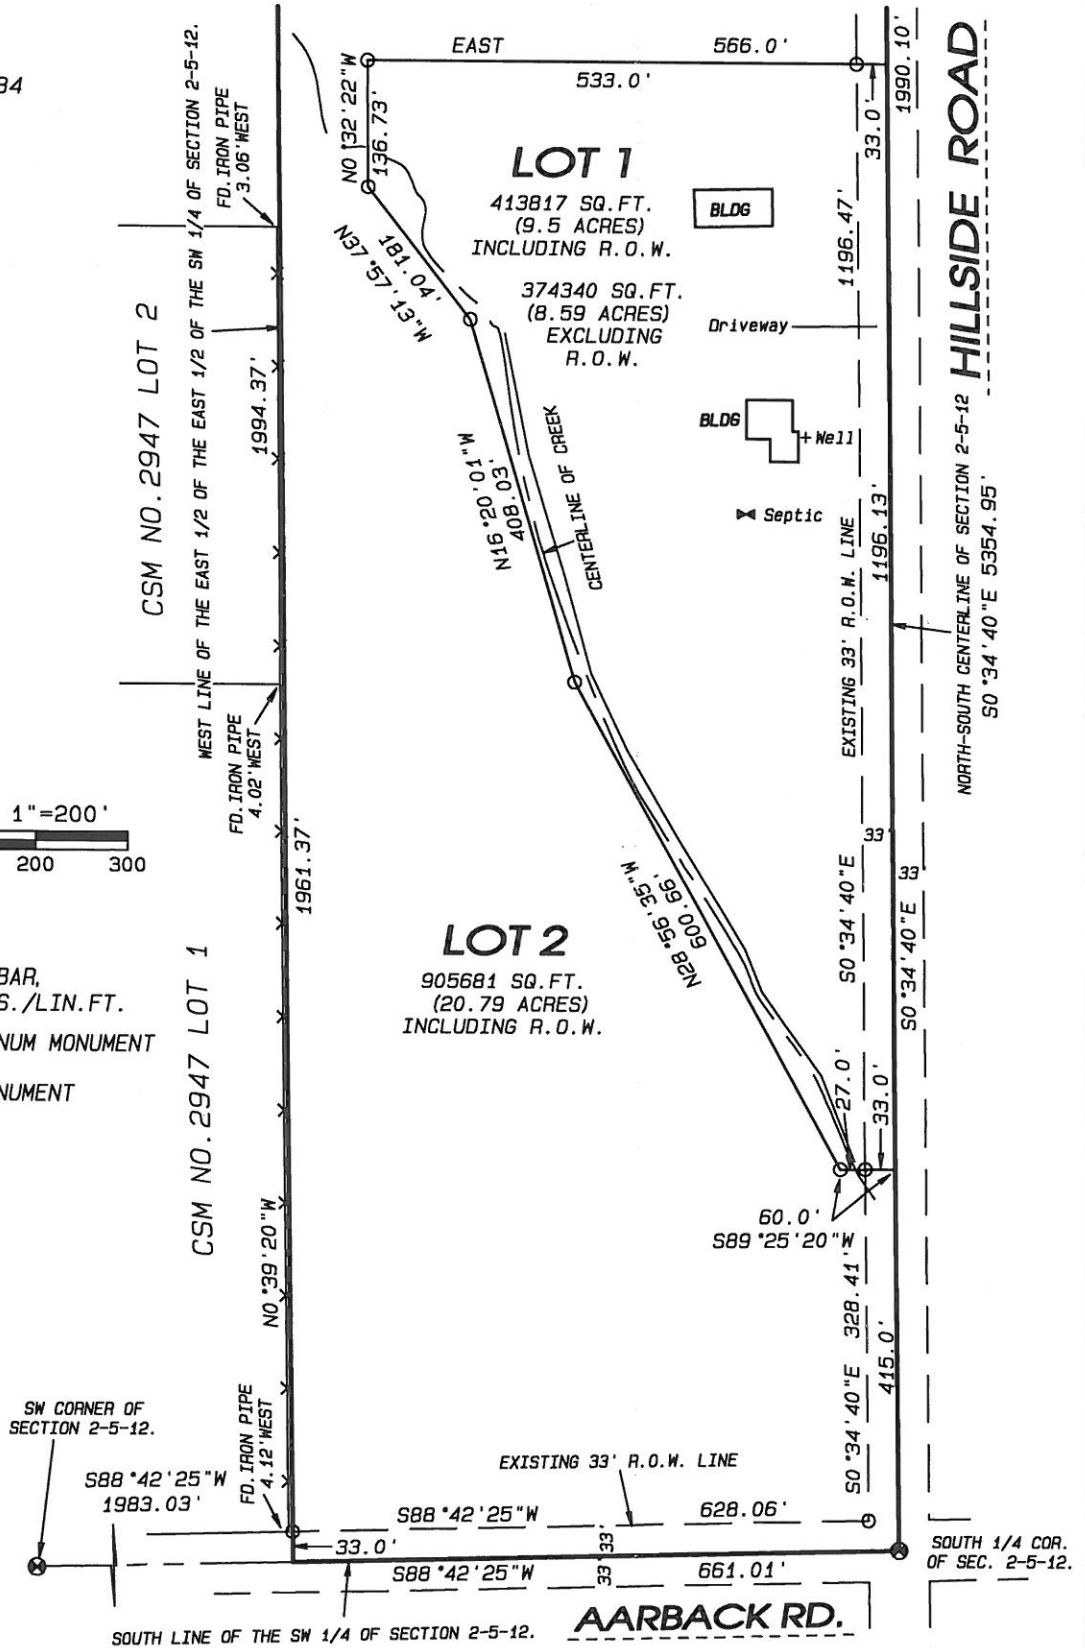 34
EAST
566.0'
533.0'
1990.10'
33.0'
HILLSIDE ROAD
N0°32'22"W
136.73'
FD.IRON PIPE
3.06'WEST
WEST LINE OF THE EAST 1/2 OF THE EAST 1/2 OF THE SW 1/4 OF SECTION 2-5-12.
LOT 1
413817 SQ.FT.
(9.5 ACRES)
INCLUDING R.O.W.
374340 SQ.FT.
(8.59 ACRES)
EXCLUDING
R.O.W.
BLDG
1196.47'
181.04'
N37°57'13"W
Driveway
CSM NO.2947 LOT 2
1994.37'
BLDG
+ Well
Septic
N16°20'01"W
408.03'
CENTERLINE OF CREEK
EXISTING 33' R.O.W. LINE
1196.13'
NORTH-SOUTH CENTERLINE OF SECTION 2-5-12
S0°34'40"E 5354.95'
FD.IRON PIPE
4.02'WEST
1"=200'
200
300
1961.37'
33'
33'
S0°34'40"E
S0°34'40"E
N28°56'35"W
600.66'
LOT 2
905681 SQ.FT.
(20.79 ACRES)
INCLUDING R.O.W.
BAR,
S./LIN.FT.
NUM MONUMENT
NUMENT
CSM NO.2947 LOT 1
27.0'
33.0'
60.0'
S89°25'20"W
N0°39'20"W
S0°34'40"E 328.41'
415.0'
SW CORNER OF
SECTION 2-5-12.
FD.IRON PIPE
4.12'WEST
S88°42'25"W
1983.03'
EXISTING 33' R.O.W. LINE
S88°42'25"W
628.06'
33.0'
33'
33'
S88°42'25"W
661.01'
SOUTH 1/4 COR.
OF SEC. 2-5-12.
AARBACK RD.
SOUTH LINE OF THE SW 1/4 OF SECTION 2-5-12.